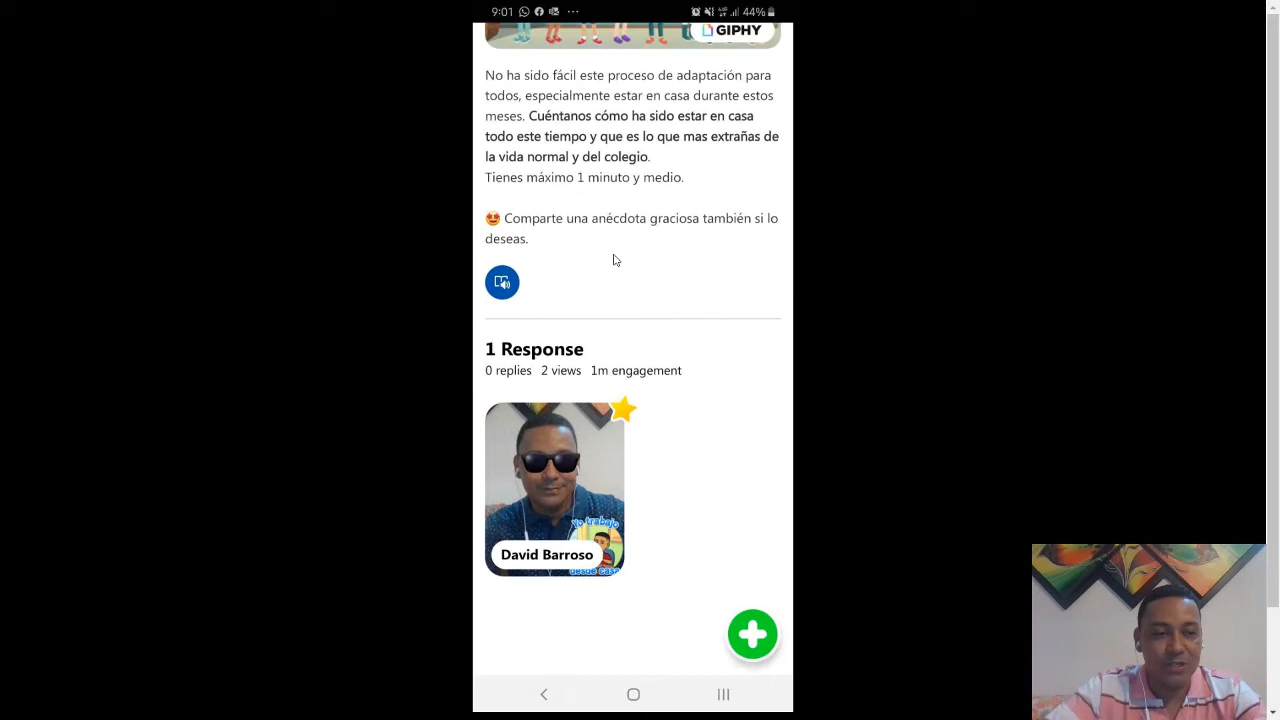 9:01 44%
GIPHY
No ha sido fácil este proceso de adaptación para
todos, especialmente estar en casa durante estos
meses. Cuéntanos cómo ha sido estar en casa
todo este tiempo y que es lo que mas extrañas de
la vida normal y del colegio.
Tienes máximo 1 minuto y medio.
🤩 Comparte una anécdota graciosa también si lo
deseas.
1 Response
0 replies 2 views 1m engagement
Yo trabajo
David Barroso
desde casa